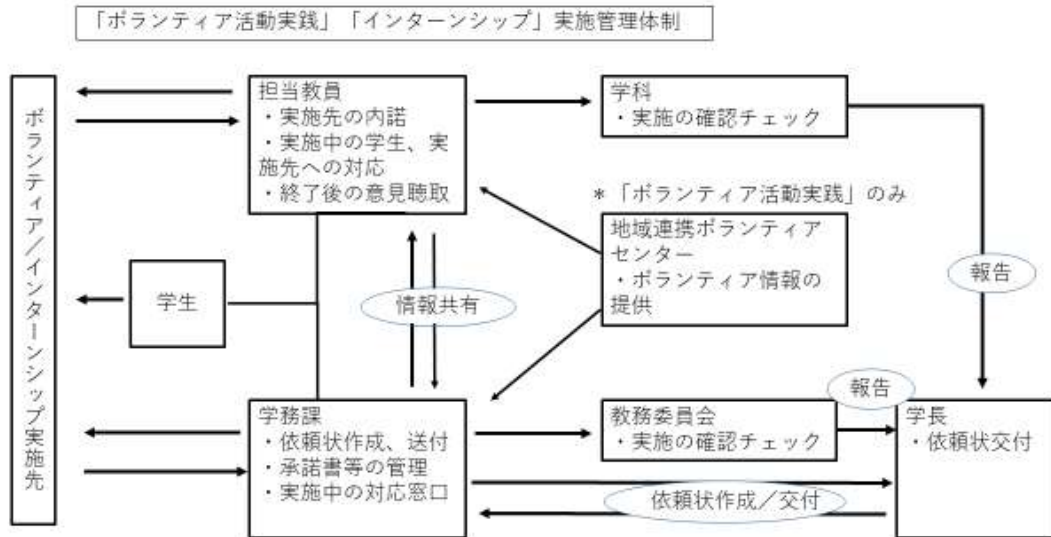 「ボランティア活動実践」「インターンシップ」実施管理体制
ボランティア／インターンシップ実施先
担当教員
・実施先の内諾
・実施中の学生、実
施先への対応
・終了後の意見聴取
学科
・実施の確認チェック
＊「ボランティア活動実践」のみ
地域連携ボランティア
センター
・ボランティア情報の
提供
報告
学生
情報共有
学務課
・依頼状作成、送付
・承諾書等の管理
・実施中の対応窓口
教務委員会
・実施の確認チェック
報告
学長
・依頼状交付
依頼状作成／交付